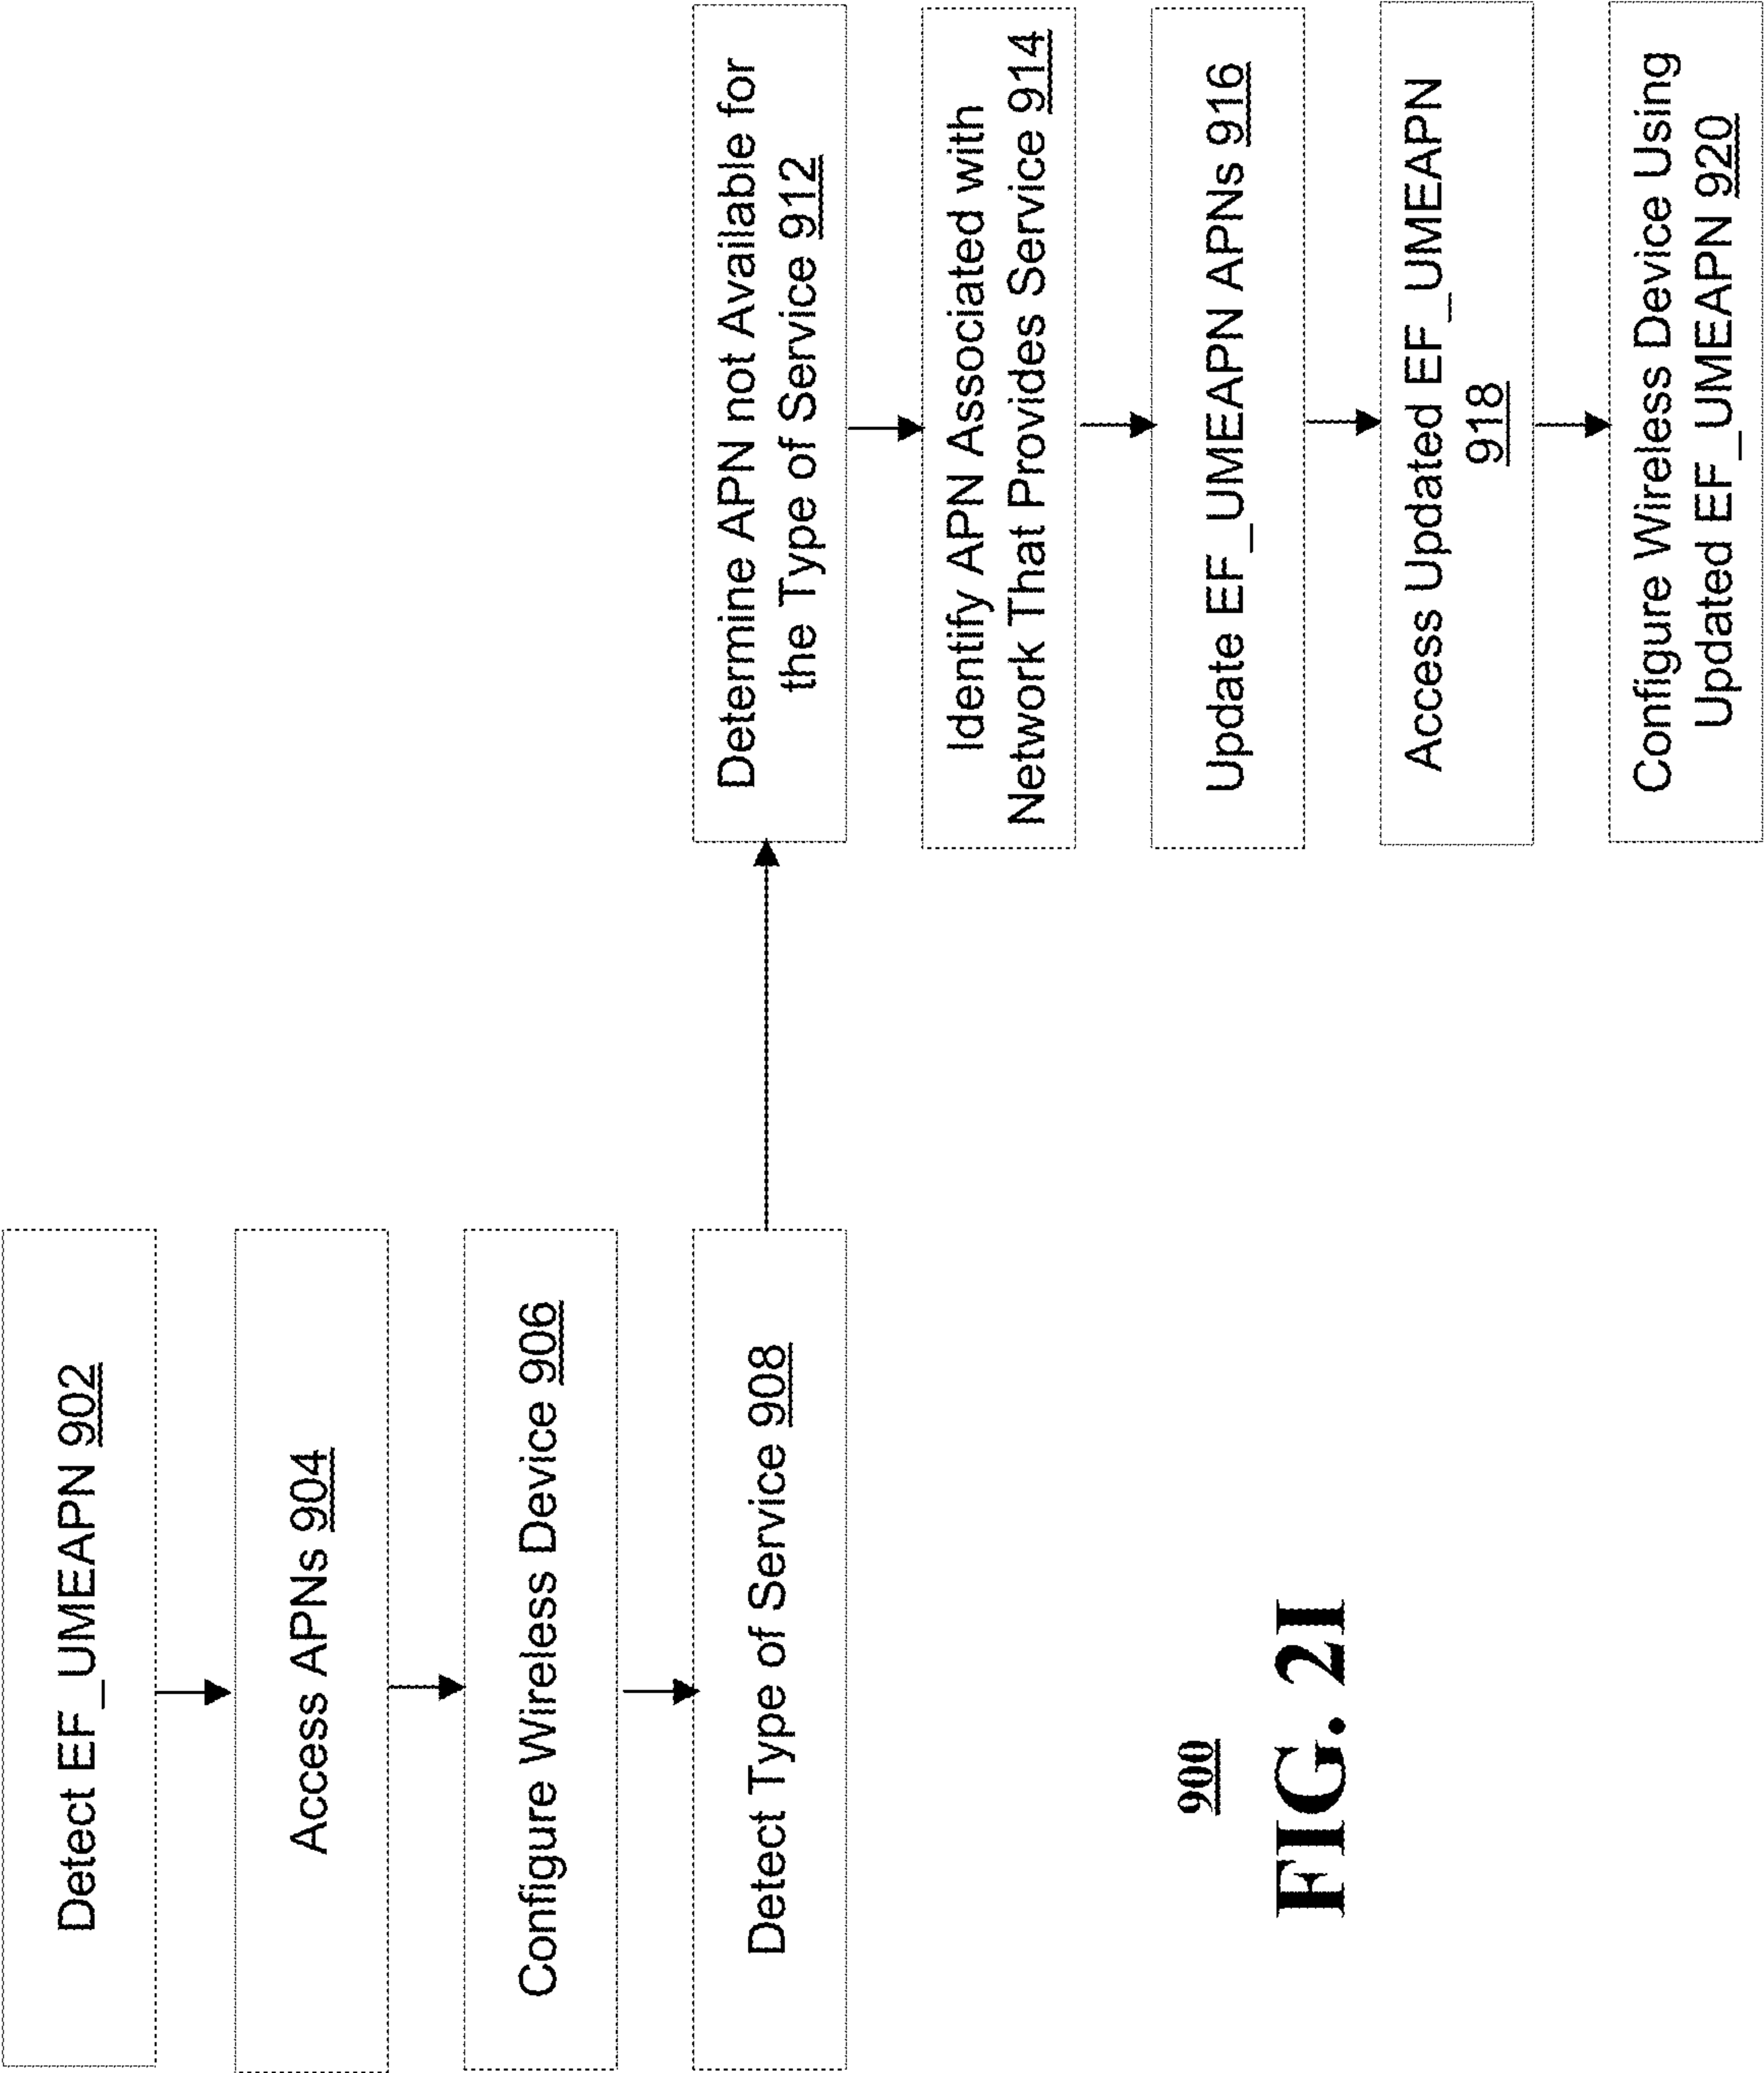 Detect EF_UMEAPN 902
Access APNs 904
Configure Wireless Device 906
Detect Type of Service 908
Determine APN not Available for
the Type of Service 912
Identify APN Associated with
Network That Provides Service 914
Update EF_UMEAPN APNs 916
Access Updated EF_UMEAPN
918
Configure Wireless Device Using
Updated EF_UMEAPN 920
900
FIG. 2I